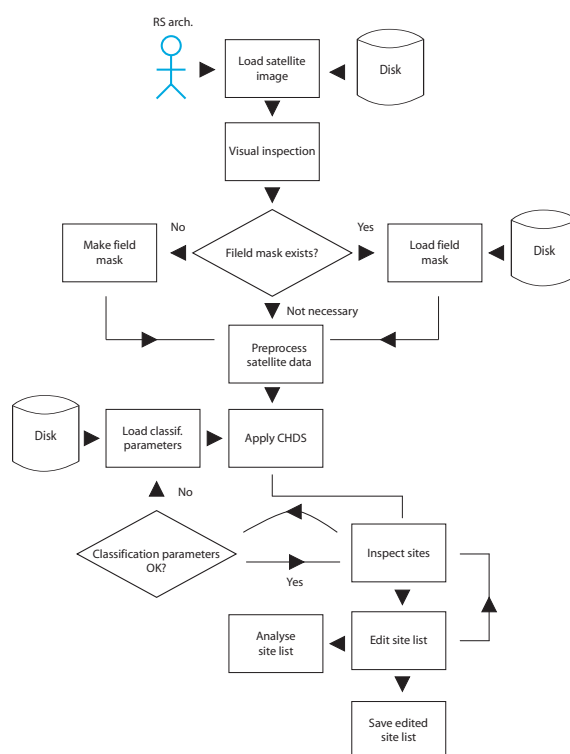 RS arch.
Load satellite
image
Disk
Visual inspection
No
Yes
Make field
mask
Fileld mask exists?
Load field
mask
Disk
Not necessary
Preprocess
satellite data
Disk
Load classif.
parameters
Apply CHDS
No
Classification parameters
OK?
Yes
Inspect sites
Analyse
site list
Edit site list
Save edited
site list